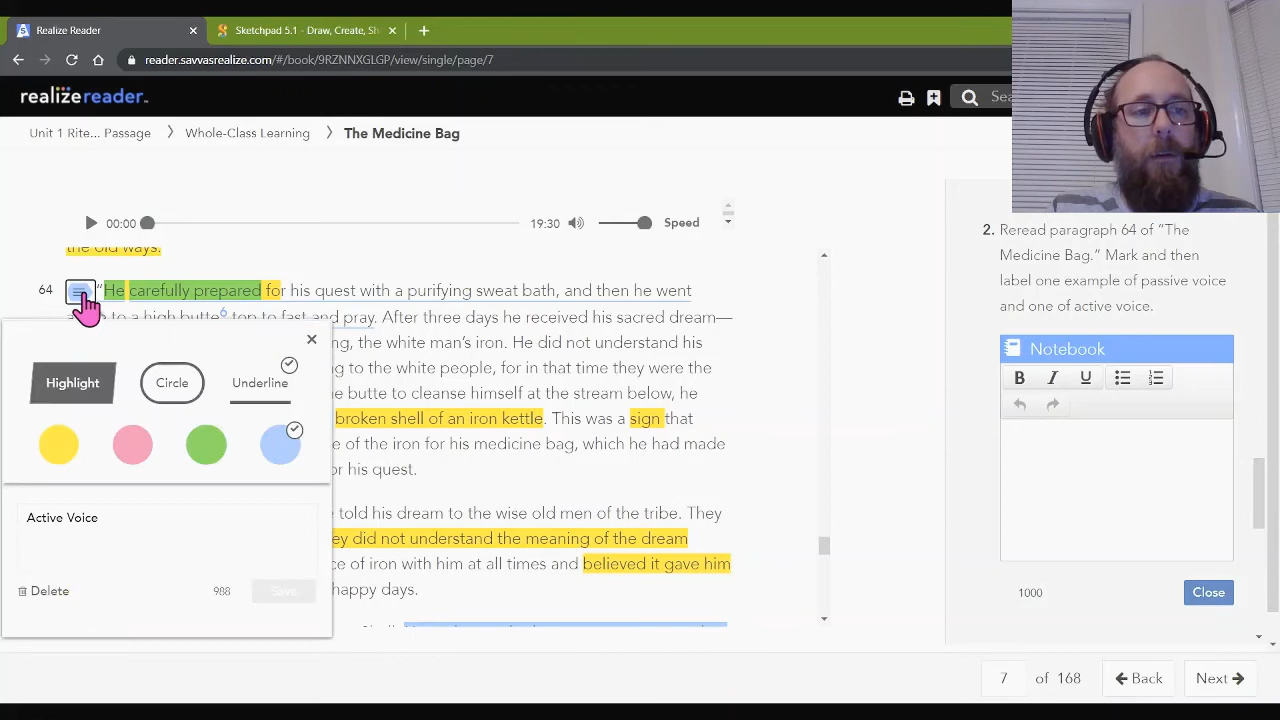 Realize Reader
Sketchpad 5.1 - Draw, Create, Sh
reader.savvasrealize.com/#/book/9RZNNXGLGP/view/single/page/7
realizereader
Unit 1 Rite... Passage > Whole-Class Learning > The Medicine Bag
00:00 19:30 Speed
the old ways.
64 "He carefully prepared for his quest with a purifying sweat bath, and then he went
to a high butte6 top to fast and pray. After three days he received his sacred dream—
ng, the white man's iron. He did not understand his
g to the white people, for in that time they were the
e butte to cleanse himself at the stream below, he
broken shell of an iron kettle. This was a sign that
e of the iron for his medicine bag, which he had made
or his quest.
told his dream to the wise old men of the tribe. They
ey did not understand the meaning of the dream
ce of iron with him at all times and believed it gave him
happy days.
Highlight Circle Underline
Active Voice
Delete 988 Save
2. Reread paragraph 64 of "The
Medicine Bag." Mark and then
label one example of passive voice
and one of active voice.
Notebook
B I U
1000 Close
7 of 168 Back Next